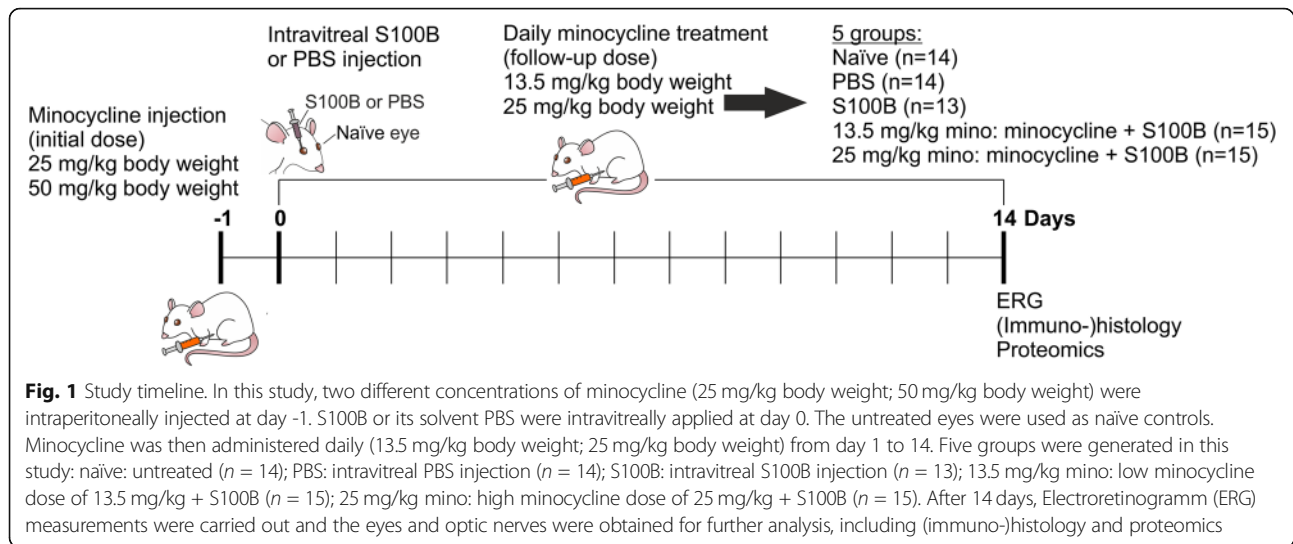 Intravitreal S100B
or PBS injection
S100B or PBS
Naïve eye
Minocycline injection
(initial dose)
25 mg/kg body weight
50 mg/kg body weight
Daily minocycline treatment
(follow-up dose)
13.5 mg/kg body weight
25 mg/kg body weight
5 groups:
Naïve (n=14)
PBS (n=14)
S100B (n=13)
13.5 mg/kg mino: minocycline + S100B (n=15)
25 mg/kg mino: minocycline + S100B (n=15)
-1
0
14 Days
ERG
(Immuno-)histology
Proteomics
Fig. 1 Study timeline. In this study, two different concentrations of minocycline (25 mg/kg body weight; 50 mg/kg body weight) were
intraperitoneally injected at day -1. S100B or its solvent PBS were intravitreally applied at day 0. The untreated eyes were used as naïve controls.
Minocycline was then administered daily (13.5 mg/kg body weight; 25 mg/kg body weight) from day 1 to 14. Five groups were generated in this
study: naïve: untreated (n = 14); PBS: intravitreal PBS injection (n = 14); S100B: intravitreal S100B injection (n = 13); 13.5 mg/kg mino: low minocycline
dose of 13.5 mg/kg + S100B (n = 15); 25 mg/kg mino: high minocycline dose of 25 mg/kg + S100B (n = 15). After 14 days, Electroretinogramm (ERG)
measurements were carried out and the eyes and optic nerves were obtained for further analysis, including (immuno-)histology and proteomics